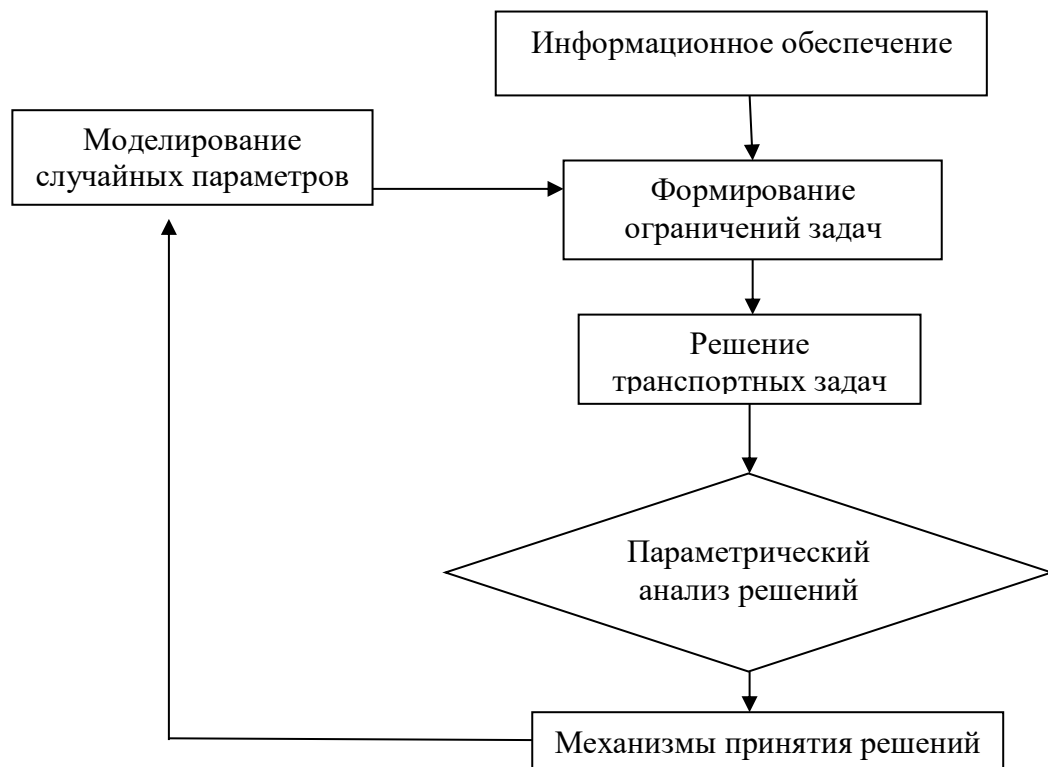 Информационное обеспечение
Моделирование
случайных параметров
Формирование
ограничений задач
Решение
транспортных задач
Параметрический
анализ решений
Механизмы принятия решений